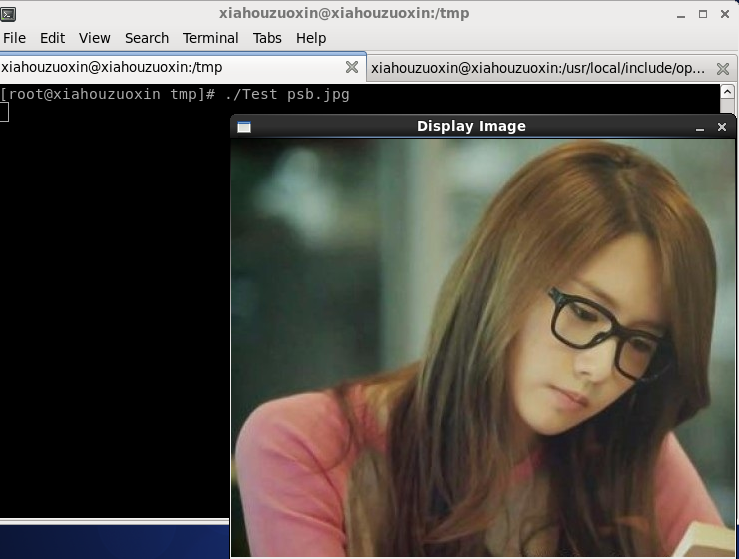 xiahouzuoxin@xiahouzuoxin:/tmp
File Edit View Search Terminal Tabs Help
xiahouzuoxin@xiahouzuoxin:/tmp xiahouzuoxin@xiahouzuoxin:/usr/local/include/op...
[root@xiahouzuoxin tmp]# ./Test psb.jpg
Display Image